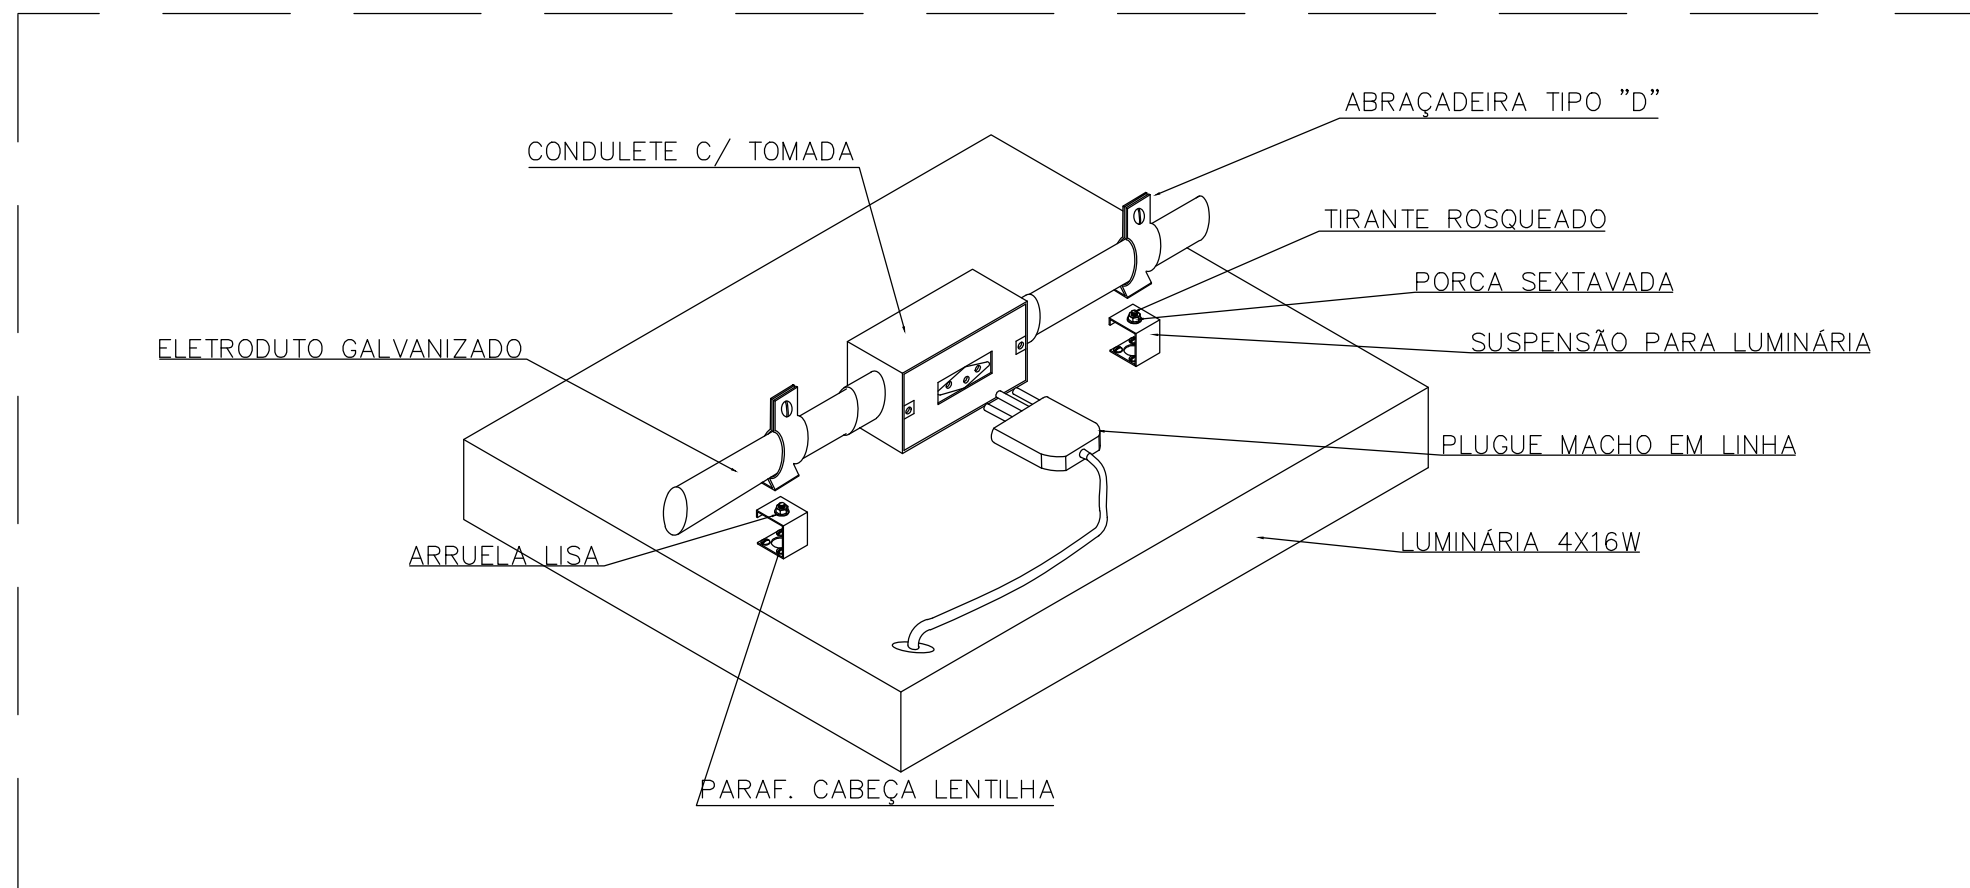 ABRAÇADEIRA TIPO "D"
CONDULETE C/ TOMADA
TIRANTE ROSQUEADO
PORCA SEXTAVADA
SUSPENSÃO PARA LUMINÁRIA
ELETRODUTO GALVANIZADO
PLUGUE MACHO EM LINHA
LUMINÁRIA 4X16W
ARRUELA LISA
PARAF. CABEÇA LENTILHA